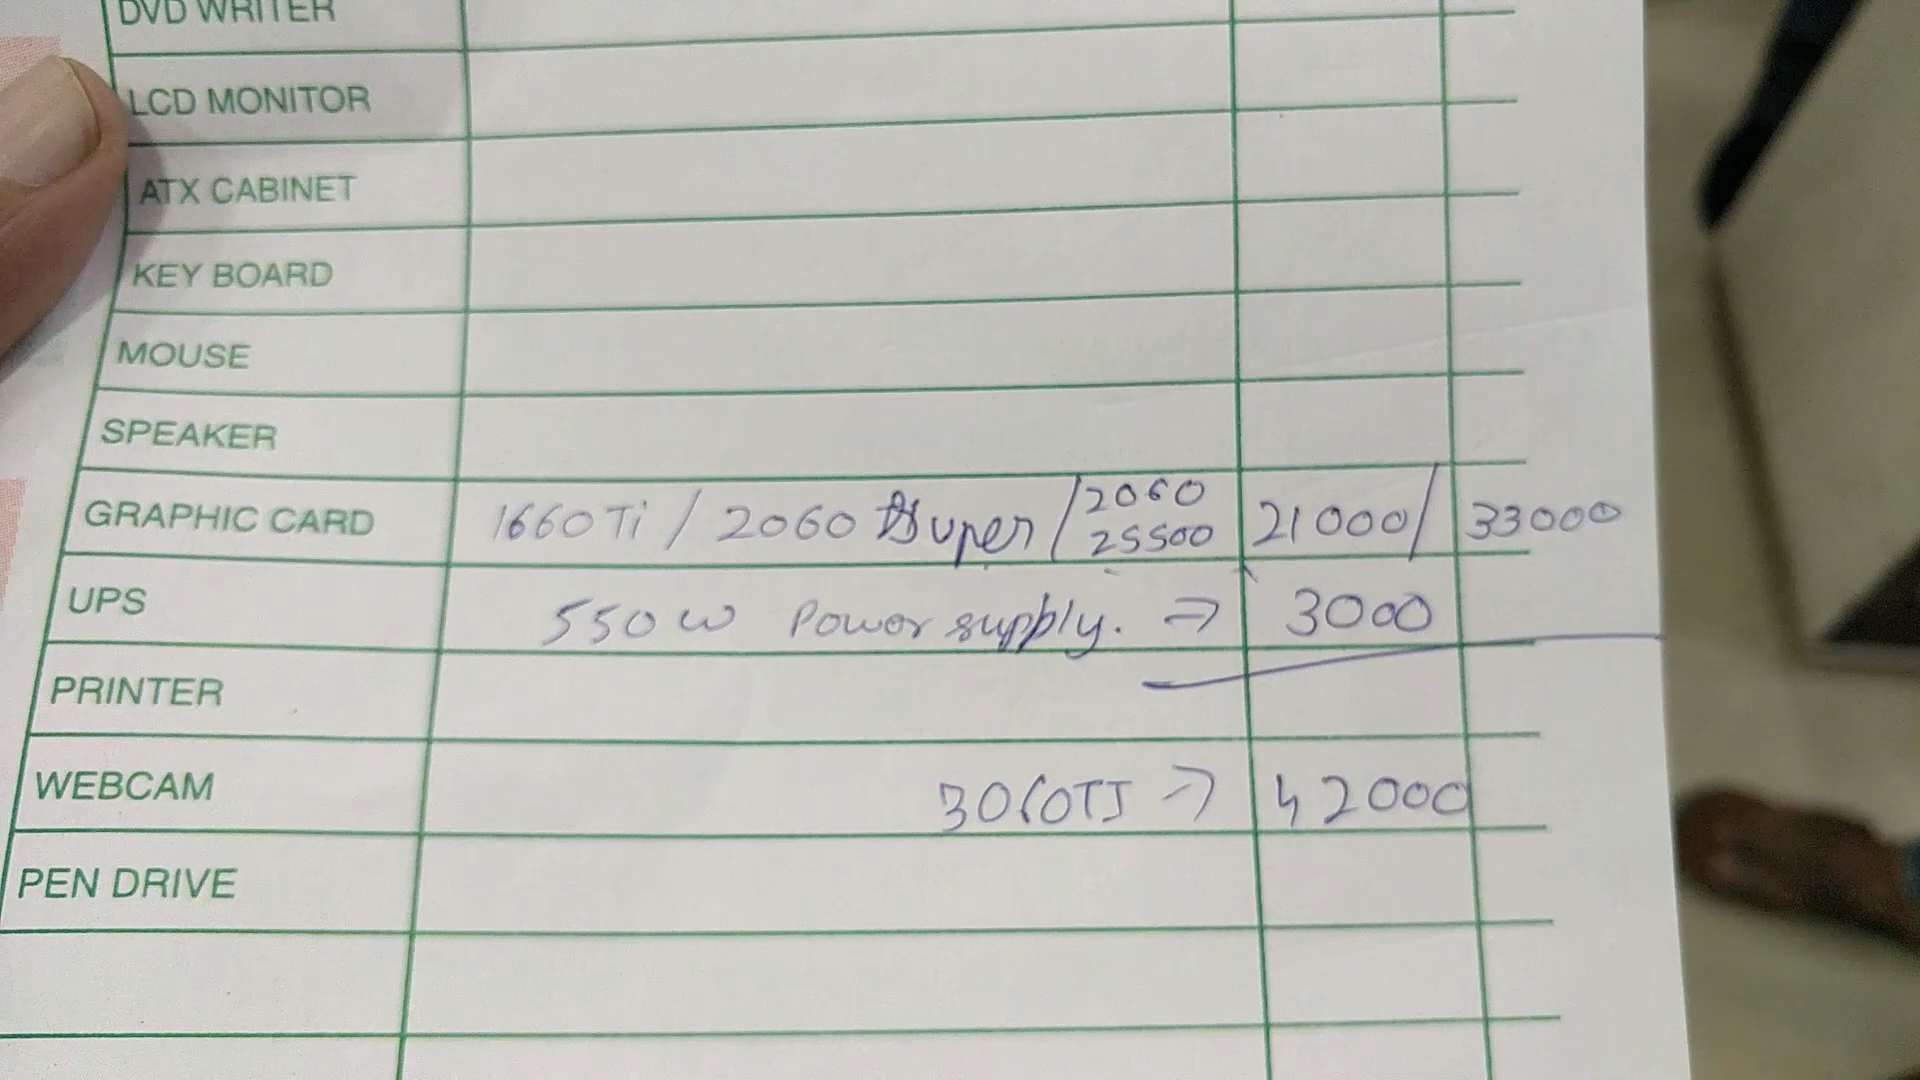 DVD WRITER
LCD MONITOR
ATX CABINET
KEY BOARD
MOUSE
SPEAKER
GRAPHIC CARD 1660Ti / 2060 Super / 2060 25500 21000/ 33000
UPS 550W Power supply. ⇒ 3000
PRINTER
WEBCAM 3060TI → 42000
PEN DRIVE